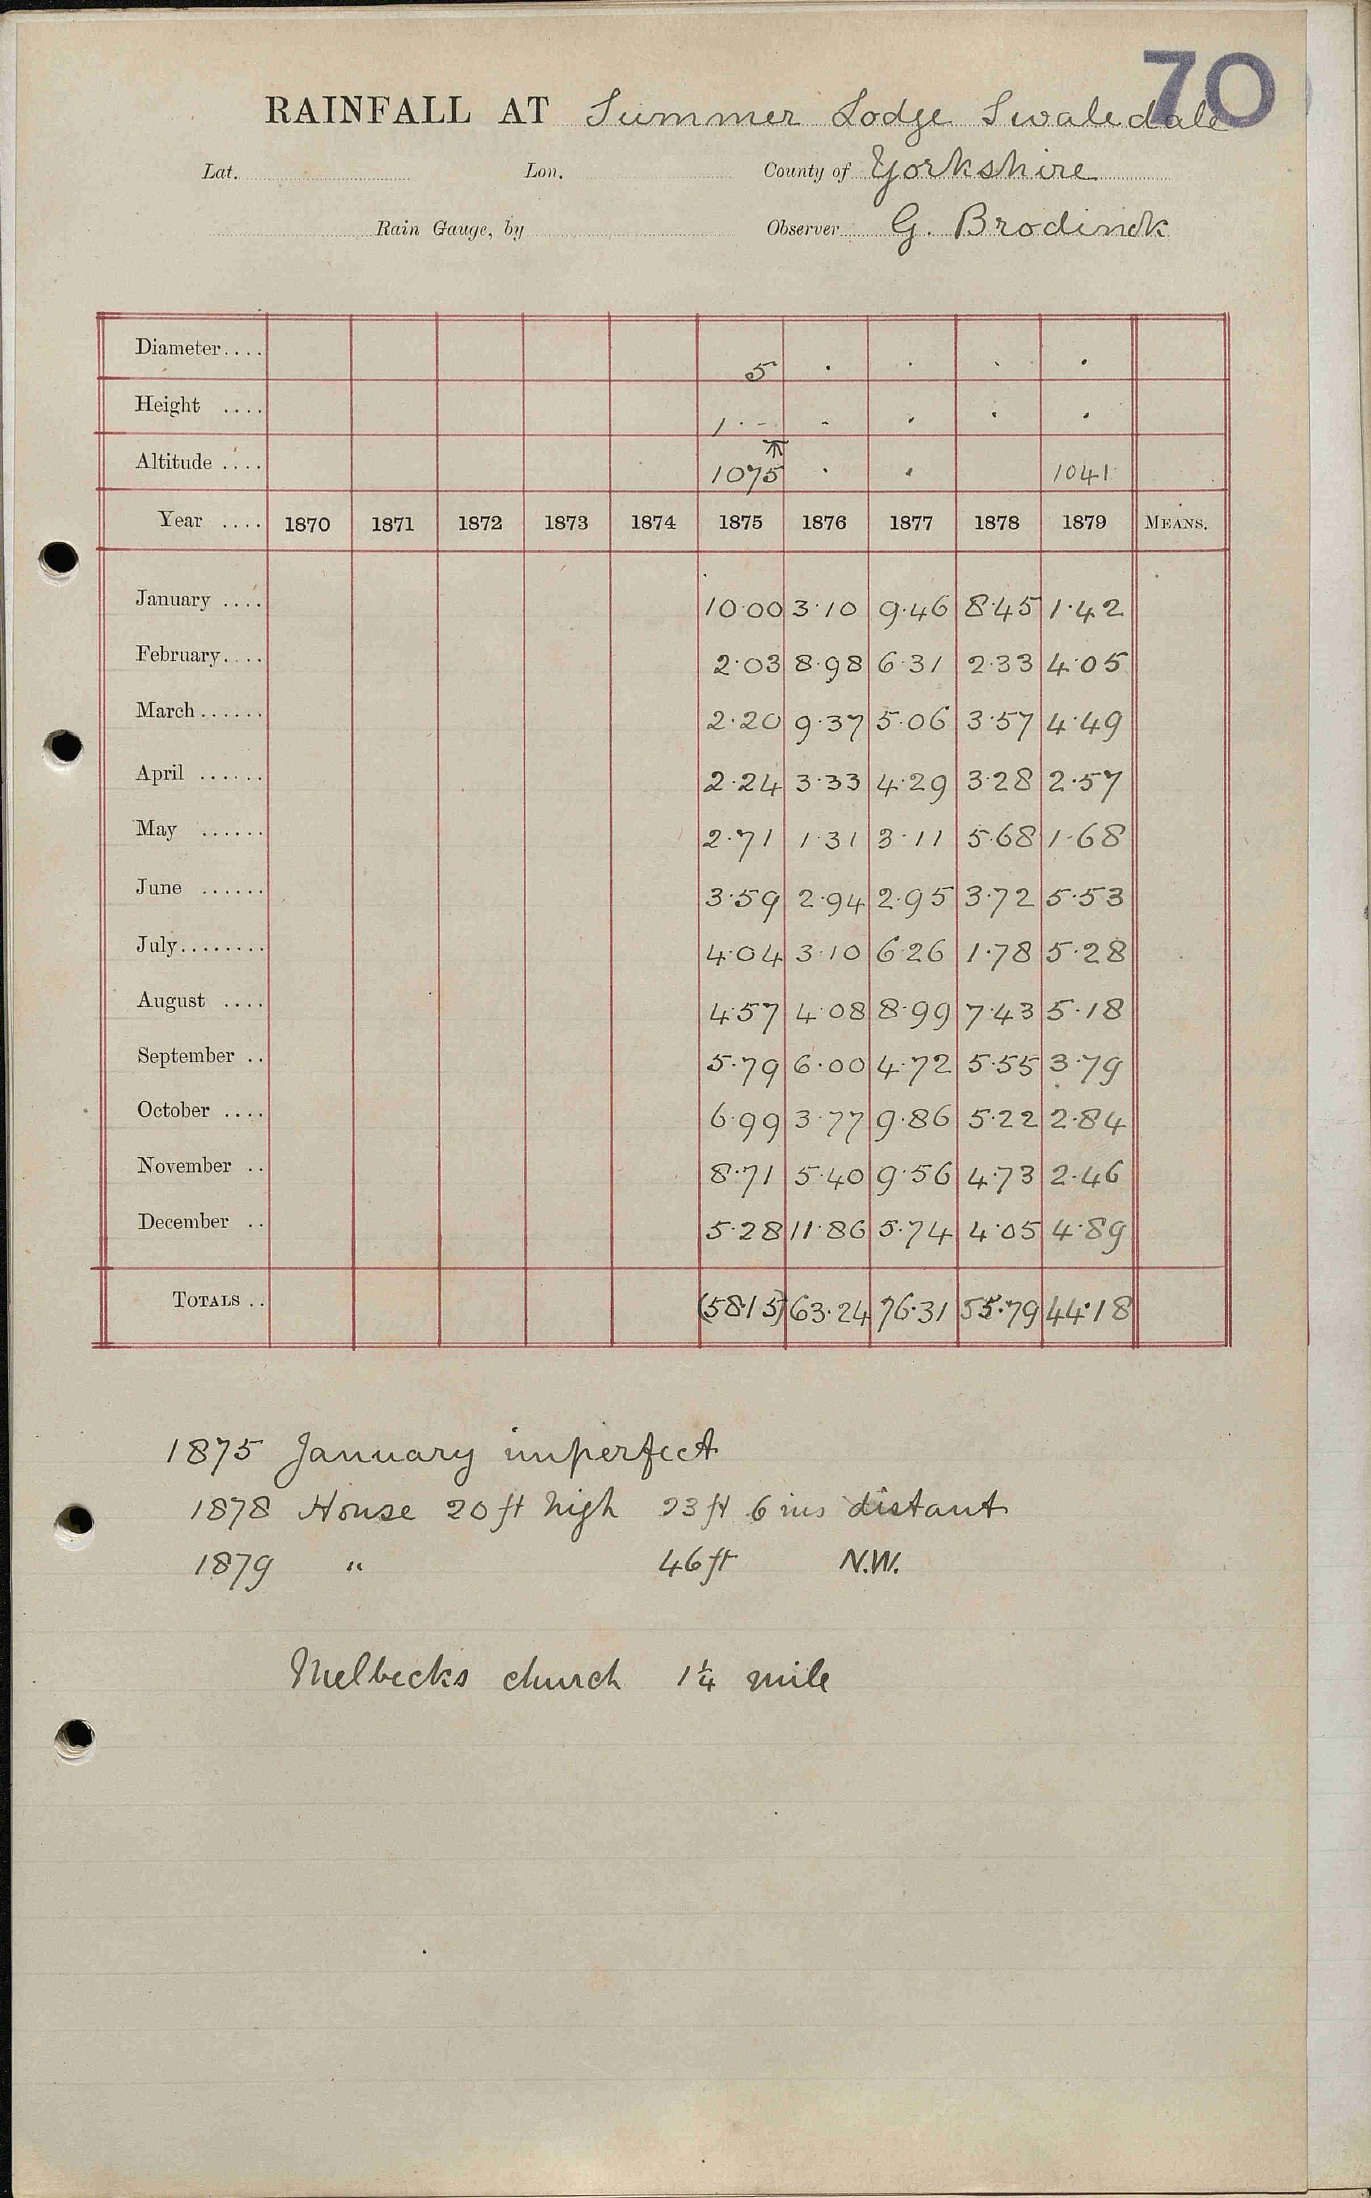 70
RAINFALL AT Summer Lodge Swaledale
Lat. Lon. County of Yorkshire
Rain Gauge, by Observer G. Brodirick
Diameter.... 5 . . . .
Height .... 1 . - - . . .
Altitude .... 1075 . . 1041
Year .... 1870 1871 1872 1873 1874 1875 1876 1877 1878 1879 MEANS.
January .... 10.00 3.10 9.46 8.45 1.42
February.... 2.03 8.98 6.31 2.33 4.05
March...... 2.20 9.37 5.06 3.57 4.49
April ...... 2.24 3.33 4.29 3.28 2.57
May ...... 2.71 1.31 3.11 5.68 1.68
June ...... 3.59 2.94 2.95 3.72 5.53
July........ 4.04 3.10 6.26 1.78 5.28
August .... 4.57 4.08 8.99 7.43 5.18
September .. 5.79 6.00 4.72 5.55 3.79
October .... 6.99 3.77 9.86 5.22 2.84
November .. 8.71 5.40 9.56 4.73 2.46
December .. 5.28 11.86 5.74 4.05 4.89
TOTALS .. (58.15) 63.24 76.31 55.79 44.18
1875 January imperfect
1878 House 20 ft high 23 ft 6 ins distant
1879 " 46 ft N.W.
Melbecks church 1 1/4 mile